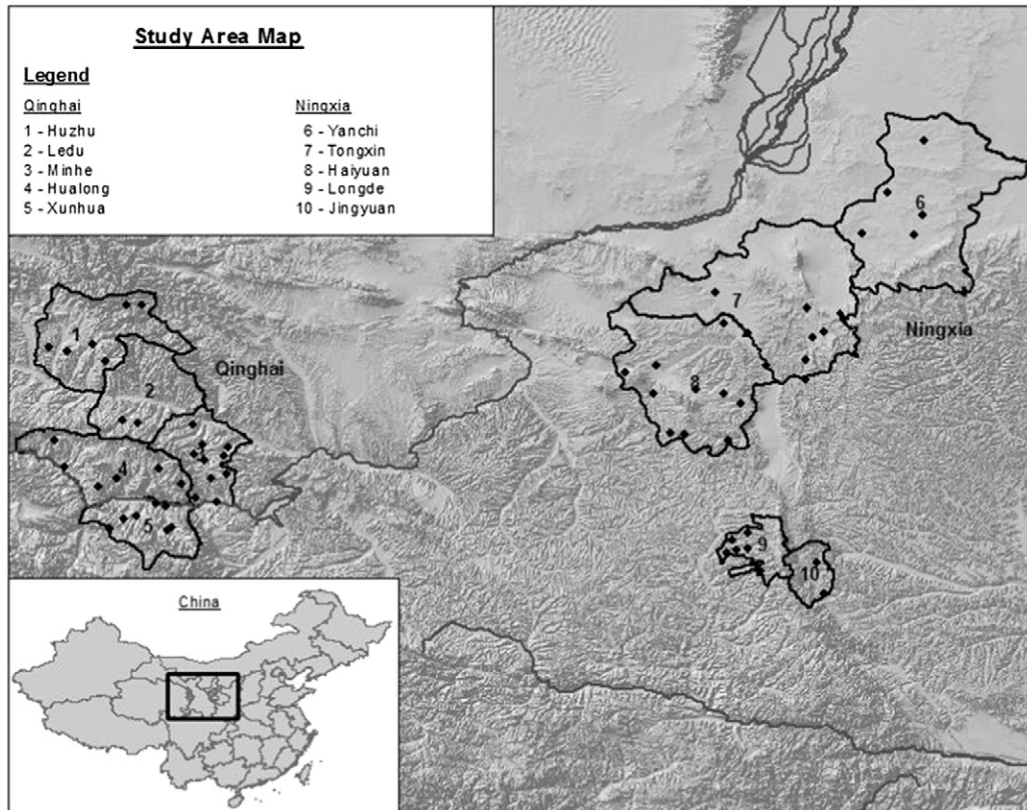 Study Area Map
Legend
Qinghai
1 - Huzhu
2 - Ledu
3 - Minhe
4 - Hualong
5 - Xunhua
Ningxia
6 - Yanchi
7 - Tongxin
8 - Haiyuan
9 - Longde
10 - Jingyuan
6
7
Ningxia
1
Qinghai
2
8
3
4
5
9
10
China